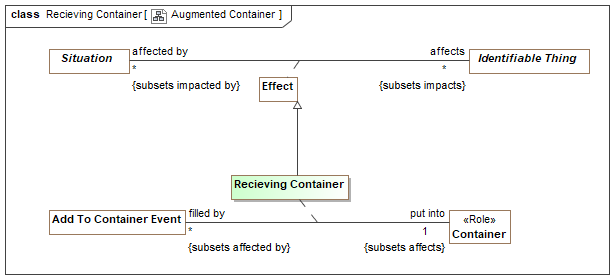 class Recieving Container [ Augmented Container ]
affected by affects
Situation Identifiable Thing
* *
{subsets impacted by} {subsets impacts}
Effect
Recieving Container
filled by put into «Role»
Add To Container Event Container
* 1
{subsets affected by} {subsets affects}